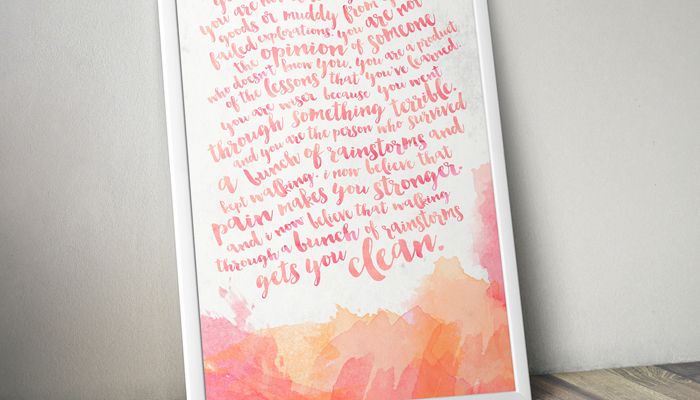 you are not
goods or muddy from
failed explorations. you are not
the opinion of someone
who doesn't know you. you are a product
of the lessons that you've learned.
you are wiser because you went
through something terrible.
and you are the person who survived
a bunch of rainstorms and
kept walking. i now believe that
pain makes you stronger.
and i now believe that walking
through a bunch of rainstorms
gets you clean.